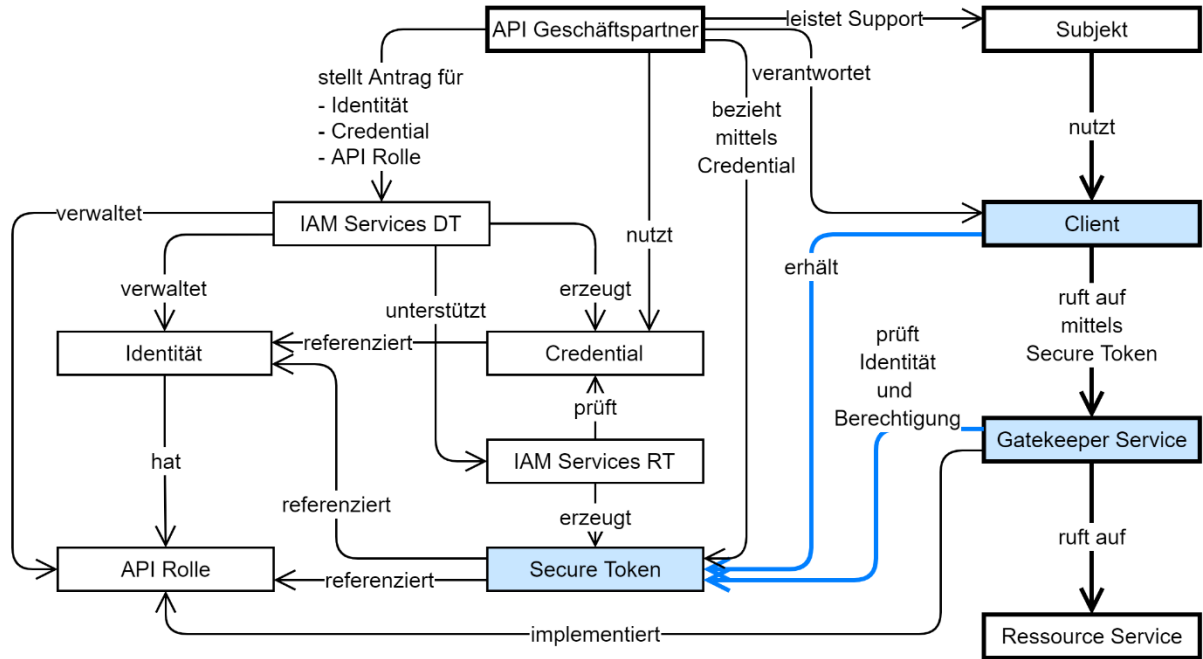 API Geschäftspartner
leistet Support
Subjekt
stellt Antrag für
- Identität
- Credential
- API Rolle
verantwortet
bezieht
mittels
Credential
nutzt
verwaltet
IAM Services DT
nutzt
Client
erhält
verwaltet
erzeugt
unterstützt
ruft auf
mittels
Secure Token
Identität
referenziert
Credential
prüft
Identität
und
Berechtigung
prüft
Gatekeeper Service
hat
IAM Services RT
referenziert
erzeugt
ruft auf
API Rolle
referenziert
Secure Token
implementiert
Ressource Service